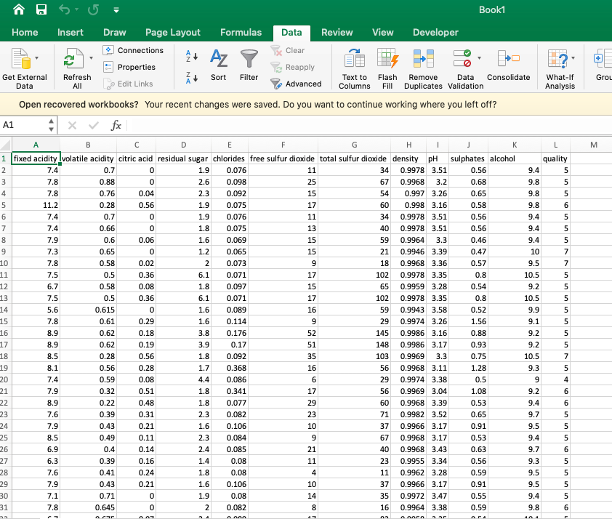 Book1
Home Insert Draw Page Layout Formulas Data Review View Developer
Connections Clear
Properties Reapply
Edit Links Advanced
Get External Data Refresh All Sort Filter Text to Columns Flash Fill Remove Duplicates Data Validation Consolidate What-If Analysis Grou
Open recovered workbooks? Your recent changes were saved. Do you want to continue working where you left off?
A1 fx
A B C D E F G H I J K L M
1 fixed acidity volatile acidity citric acid residual sugar chlorides free sulfur dioxide total sulfur dioxide density pH sulphates alcohol quality
2 7.4 0.7 0 1.9 0.076 11 34 0.9978 3.51 0.56 9.4 5
3 7.8 0.88 0 2.6 0.098 25 67 0.9968 3.2 0.68 9.8 5
4 7.8 0.76 0.04 2.3 0.092 15 54 0.997 3.26 0.65 9.8 5
5 11.2 0.28 0.56 1.9 0.075 17 60 0.998 3.16 0.58 9.8 6
6 7.4 0.7 0 1.9 0.076 11 34 0.9978 3.51 0.56 9.4 5
7 7.4 0.66 0 1.8 0.075 13 40 0.9978 3.51 0.56 9.4 5
8 7.9 0.6 0.06 1.6 0.069 15 59 0.9964 3.3 0.46 9.4 5
9 7.3 0.65 0 1.2 0.065 15 21 0.9946 3.39 0.47 10 7
10 7.8 0.58 0.02 2 0.073 9 18 0.9968 3.36 0.57 9.5 7
11 7.5 0.5 0.36 6.1 0.071 17 102 0.9978 3.35 0.8 10.5 5
12 6.7 0.58 0.08 1.8 0.097 15 65 0.9959 3.28 0.54 9.2 5
13 7.5 0.5 0.36 6.1 0.071 17 102 0.9978 3.35 0.8 10.5 5
14 5.6 0.615 0 1.6 0.089 16 59 0.9943 3.58 0.52 9.9 5
15 7.8 0.61 0.29 1.6 0.114 9 29 0.9974 3.26 1.56 9.1 5
16 8.9 0.62 0.18 3.8 0.176 52 145 0.9986 3.16 0.88 9.2 5
17 8.9 0.62 0.19 3.9 0.17 51 148 0.9986 3.17 0.93 9.2 5
18 8.5 0.28 0.56 1.8 0.092 35 103 0.9969 3.3 0.75 10.5 7
19 8.1 0.56 0.28 1.7 0.368 16 56 0.9968 3.11 1.28 9.3 5
20 7.4 0.59 0.08 4.4 0.086 6 29 0.9974 3.38 0.5 9 4
21 7.9 0.32 0.51 1.8 0.341 17 56 0.9969 3.04 1.08 9.2 6
22 8.9 0.22 0.48 1.8 0.077 29 60 0.9968 3.39 0.53 9.4 6
23 7.6 0.39 0.31 2.3 0.082 23 71 0.9982 3.52 0.65 9.7 5
24 7.9 0.43 0.21 1.6 0.106 10 37 0.9966 3.17 0.91 9.5 5
25 8.5 0.49 0.11 2.3 0.084 9 67 0.9968 3.17 0.53 9.4 5
26 6.9 0.4 0.14 2.4 0.085 21 40 0.9968 3.43 0.63 9.7 6
27 6.3 0.39 0.16 1.4 0.08 11 23 0.9955 3.34 0.56 9.3 5
28 7.6 0.41 0.24 1.8 0.08 4 11 0.9962 3.28 0.59 9.5 5
29 7.9 0.43 0.21 1.6 0.106 10 37 0.9966 3.17 0.91 9.5 5
30 7.1 0.71 0 1.9 0.08 14 35 0.9972 3.47 0.55 9.4 5
31 7.8 0.645 0 2 0.082 8 16 0.9964 3.38 0.59 9.8 6